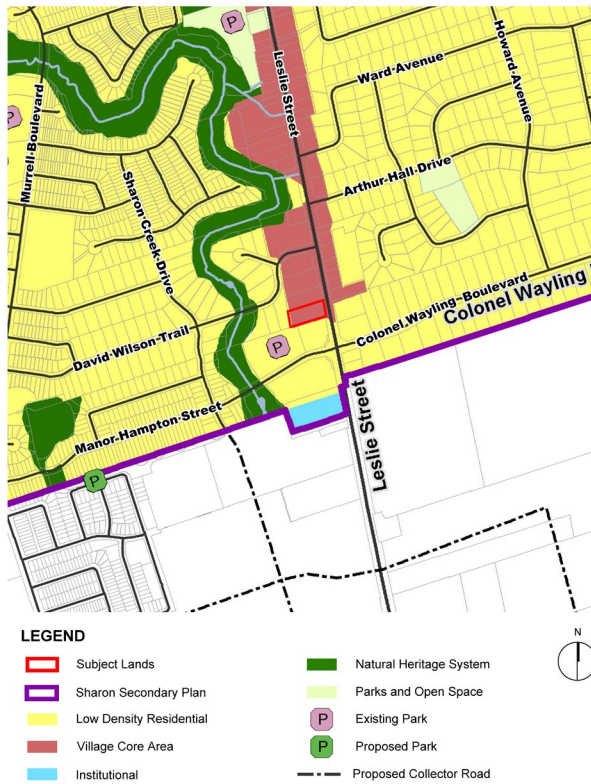 P
Leslie Street
Ward Avenue
Howard Avenue
P
Murrell Boulevard
Sharon Creek Drive
Arthur Hall Drive
Colonel Wayling Boulevard
Colonel Wayling
David Wilson Trail
P
Manor Hampton Street
Leslie Street
P
LEGEND
N
Subject Lands
Sharon Secondary Plan
Low Density Residential
Village Core Area
Institutional
Natural Heritage System
Parks and Open Space
P Existing Park
P Proposed Park
Proposed Collector Road